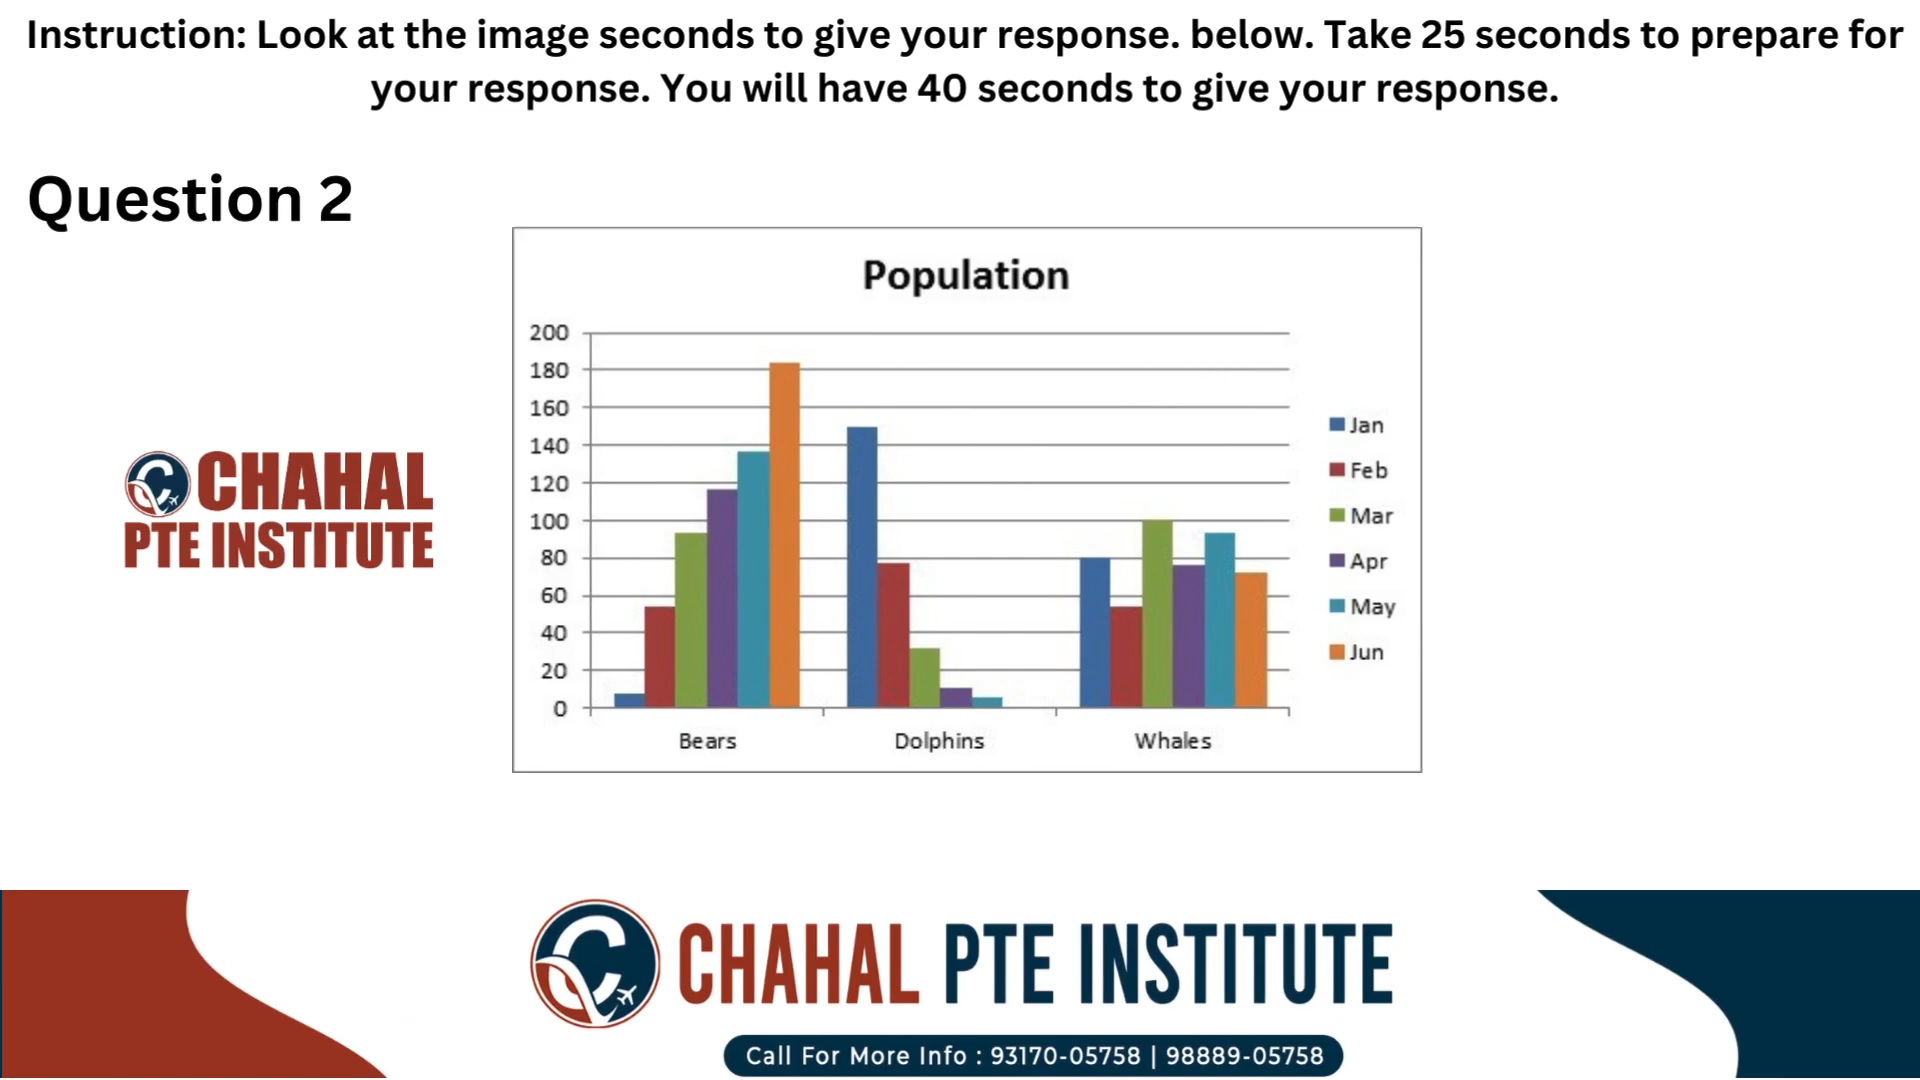 Instruction: Look at the image seconds to give your response. below. Take 25 seconds to prepare for
your response. You will have 40 seconds to give your response.
Question 2
CHAHAL
PTE INSTITUTE
Population
200
180
160
140
120
100
80
60
40
20
0
Bears Dolphins Whales
Jan
Feb
Mar
Apr
May
Jun
CHAHAL PTE INSTITUTE
Call For More Info : 93170-05758 | 98889-05758